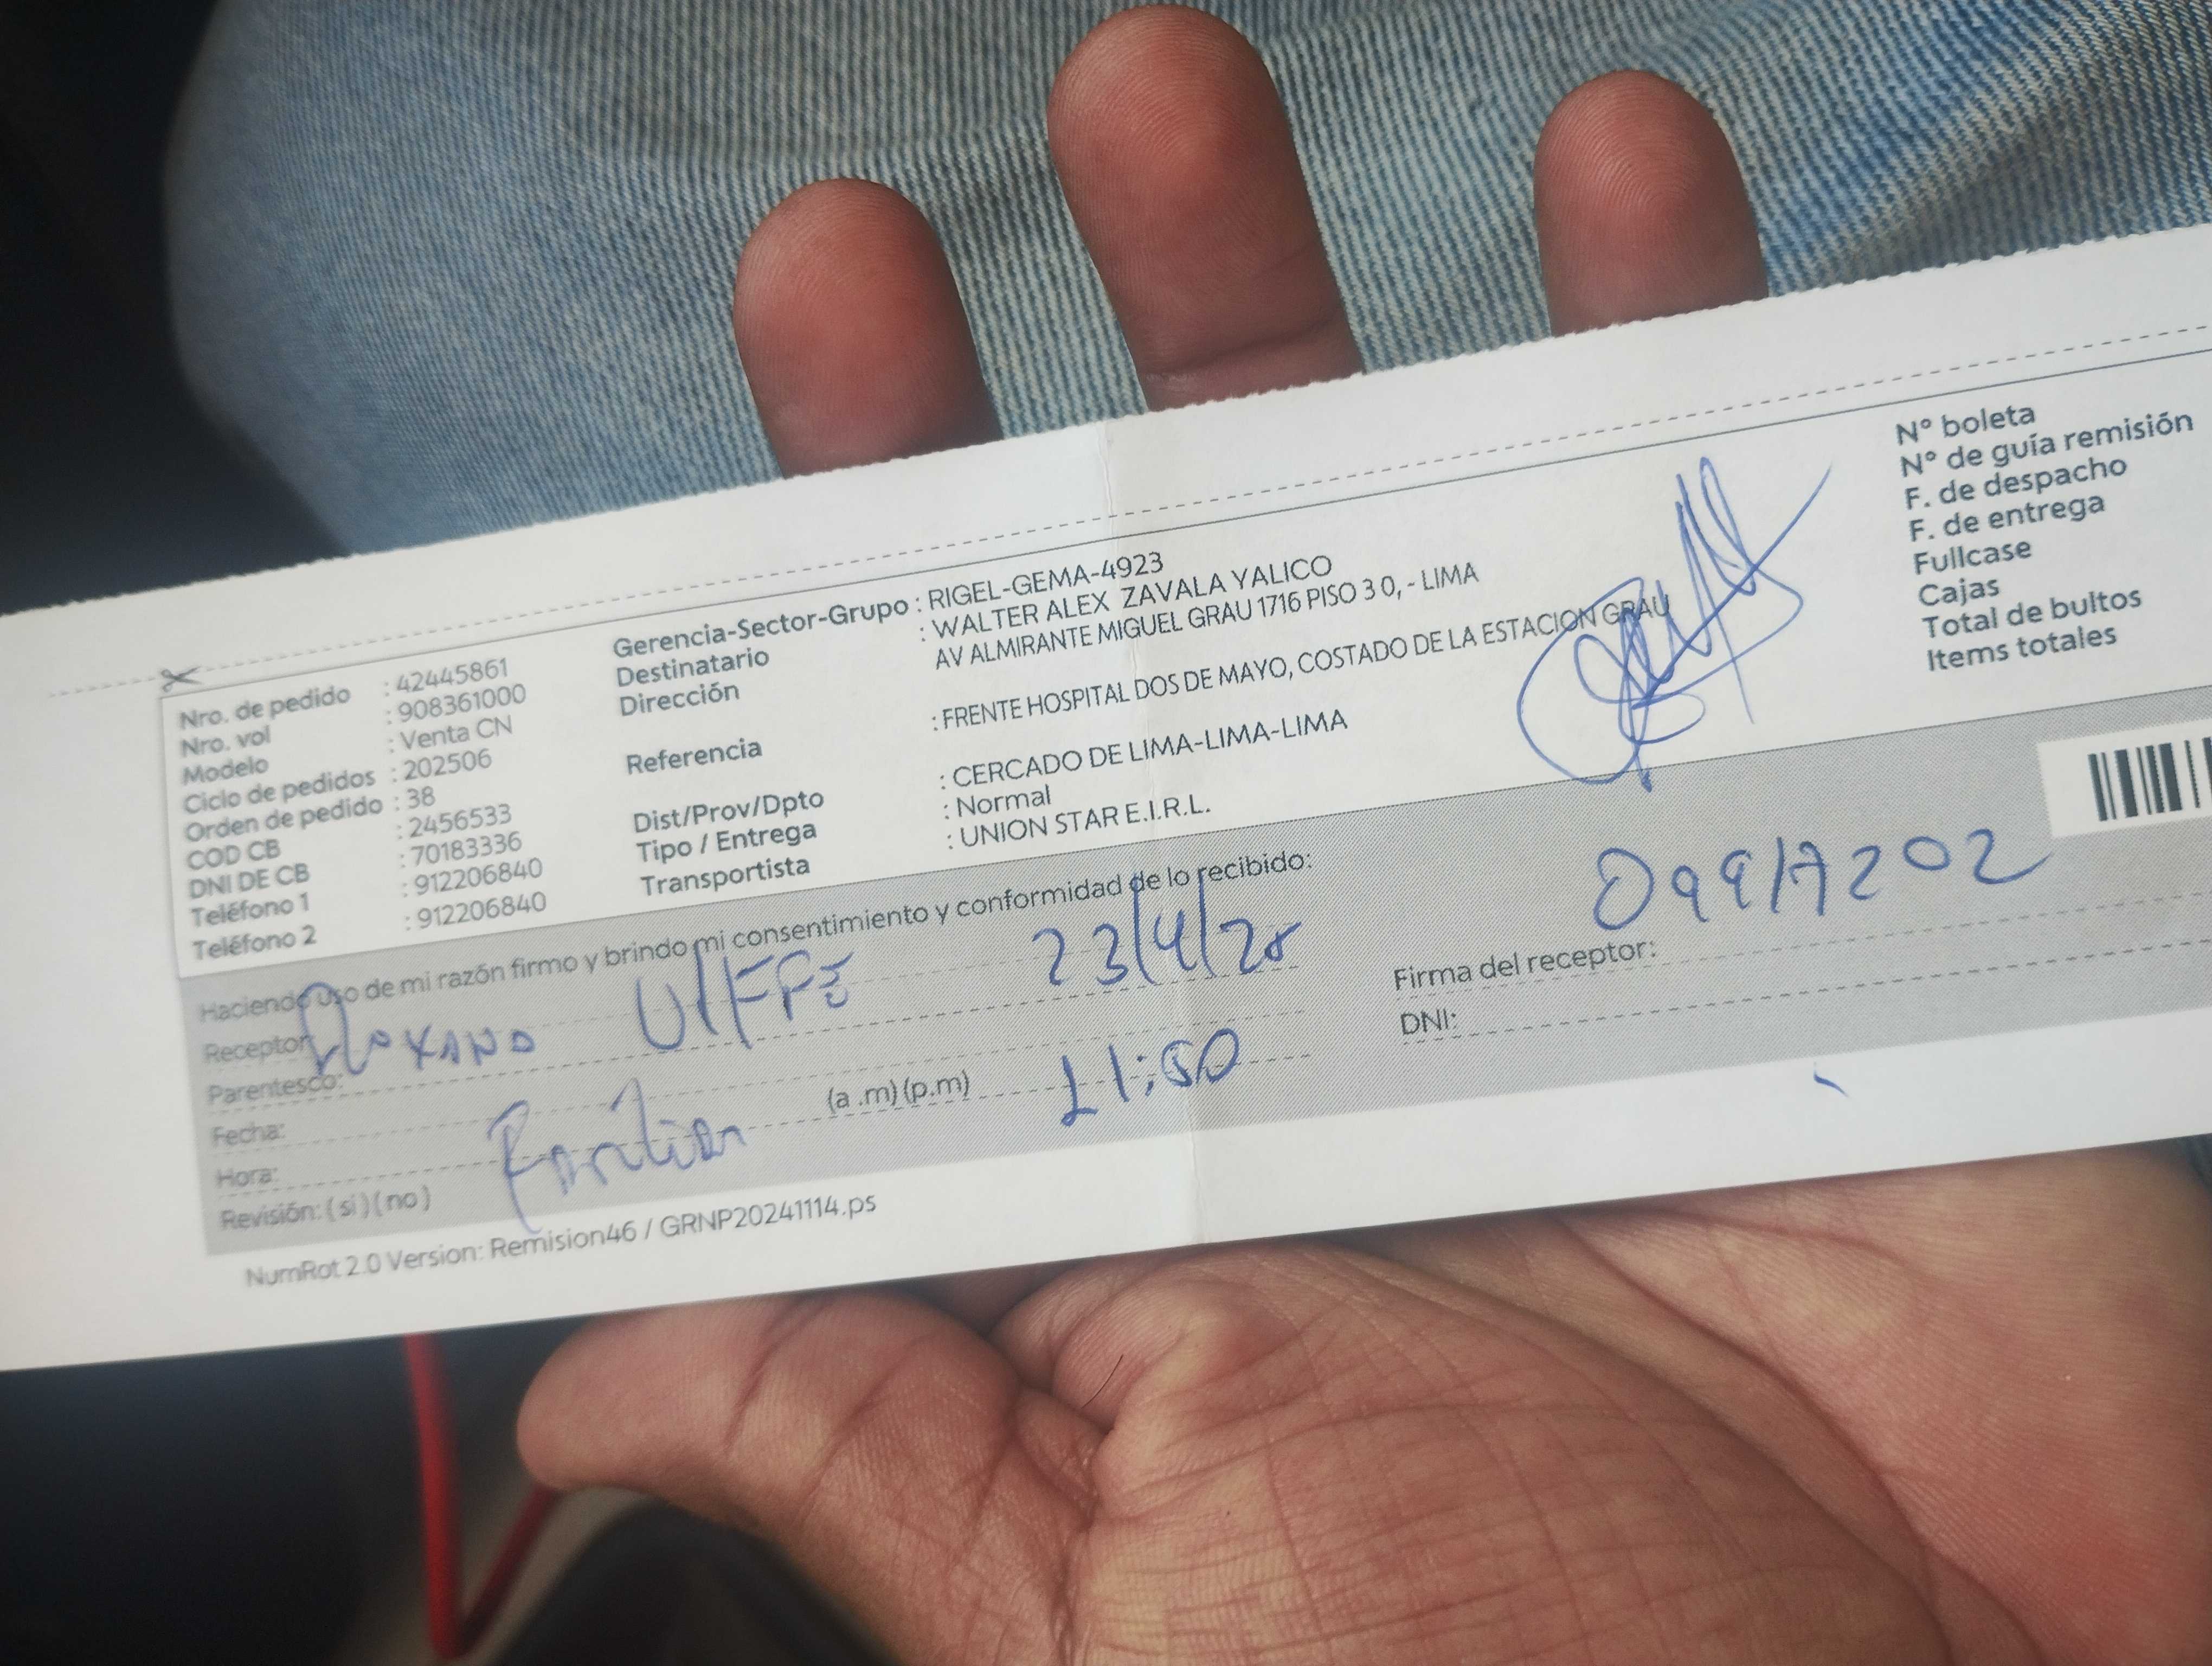 Nro. de pedido : 42445861
Nro. vol : 908361000
Modelo : Venta CN
Ciclo de pedidos : 202506
Orden de pedido : 38
COD CB : 2456533
DNI DE CB : 70183336
Teléfono 1 : 912206840
Teléfono 2 : 912206840
Gerencia-Sector-Grupo : RIGEL-GEMA-4923
Destinatario : WALTER ALEX ZAVALA YALICO
Dirección AV ALMIRANTE MIGUEL GRAU 1716 PISO 3 0, - LIMA
Referencia : FRENTE HOSPITAL DOS DE MAYO, COSTADO DE LA ESTACION GRAU
Dist/Prov/Dpto : CERCADO DE LIMA-LIMA-LIMA
Tipo / Entrega : Normal
Transportista : UNION STAR E.I.R.L.
N° boleta
N° de guía remisión
F. de despacho
F. de entrega
Fullcase
Cajas
Total de bultos
Items totales
Haciendo uso de mi razón firmo y brindo mi consentimiento y conformidad de lo recibido:
Receptor:
Parentesco:
Fecha: 23/4/
Hora: (a .m) (p.m)
Revisión: ( si ) ( no )
Firma del receptor:
DNI:
NumRot 2.0 Version: Remision46 / GRNP20241114.ps